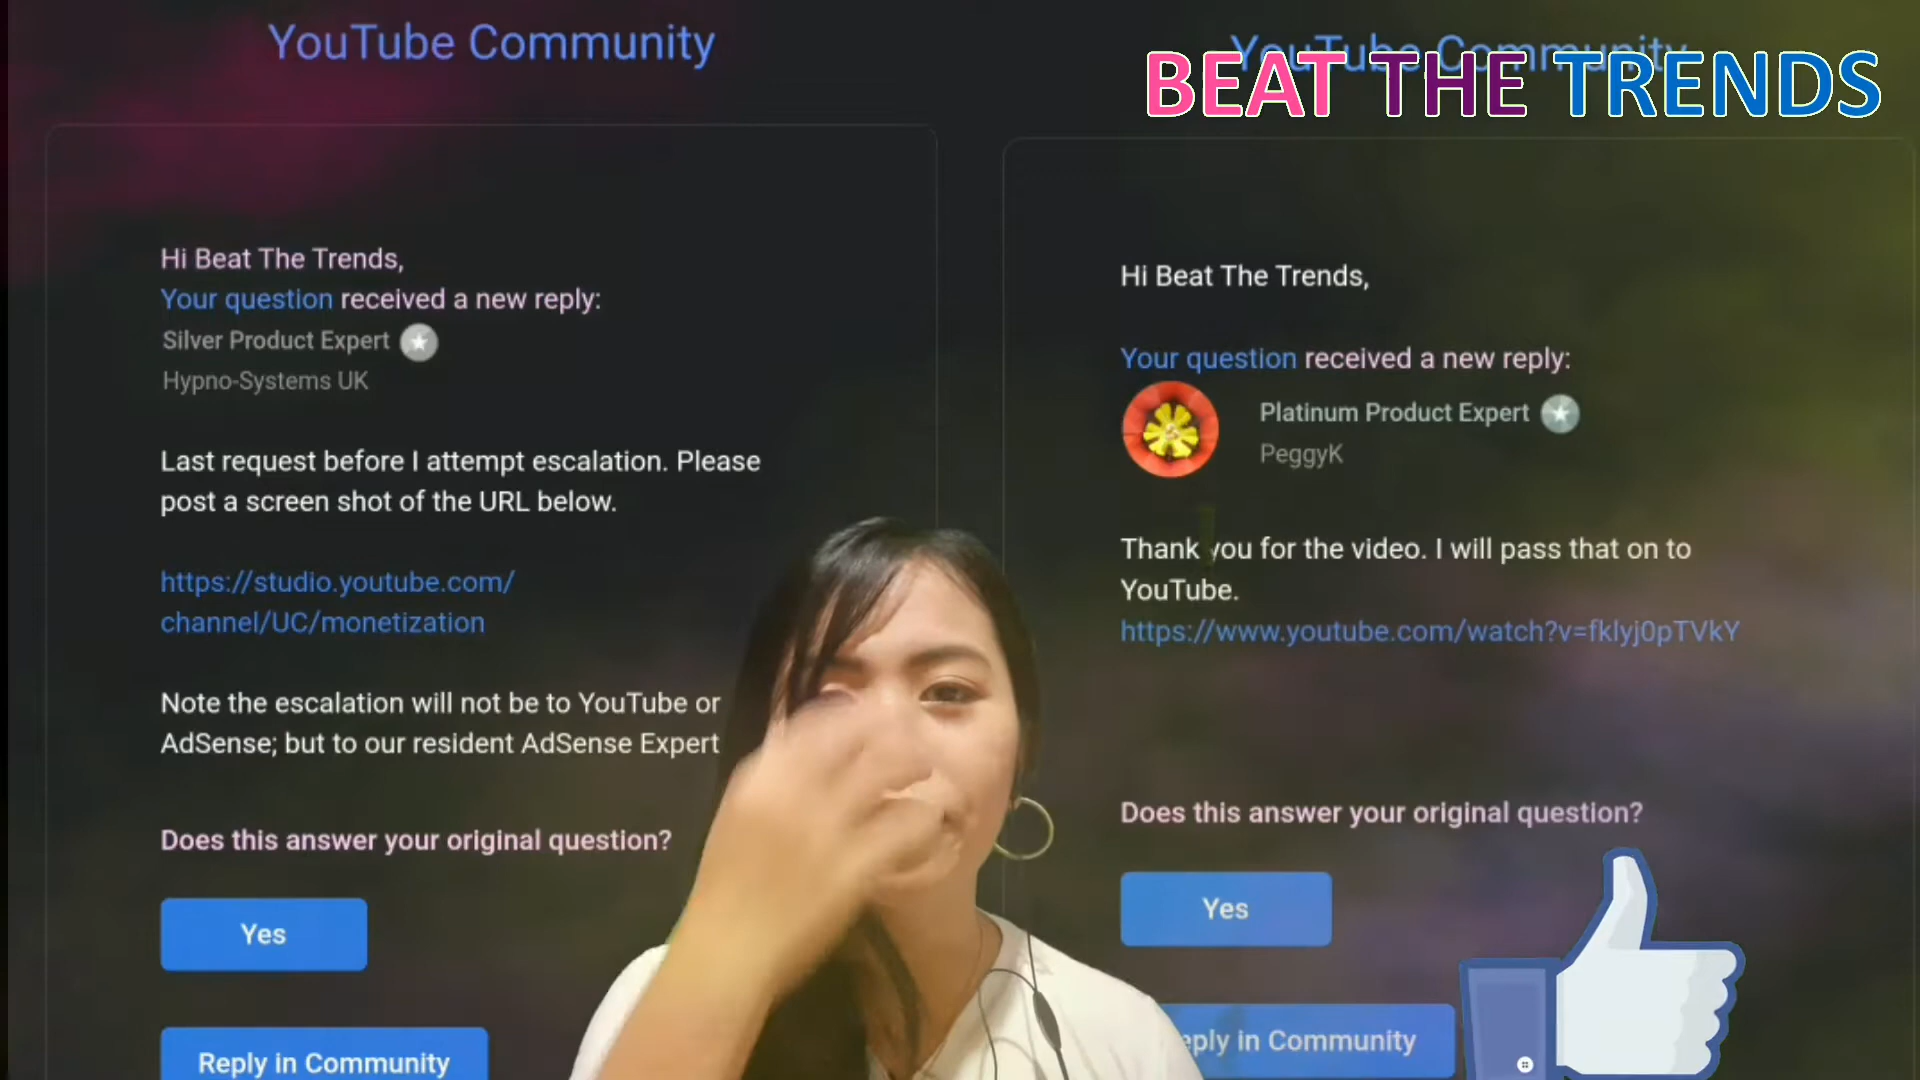 YouTube Community
Hi Beat The Trends,
Your question received a new reply:
Silver Product Expert
Hypno-Systems UK
Last request before I attempt escalation. Please
post a screen shot of the URL below.
https://studio.youtube.com/
channel/UC/monetization
Note the escalation will not be to YouTube or
AdSense; but to our resident AdSense Expert
Does this answer your original question?
Yes
Reply in Community
YouTube Community
BEAT THE TRENDS
Hi Beat The Trends,
Your question received a new reply:
Platinum Product Expert
PeggyK
Thank you for the video. I will pass that on to
YouTube.
https://www.youtube.com/watch?v=fklyj0pTVkY
Does this answer your original question?
Yes
eply in Community